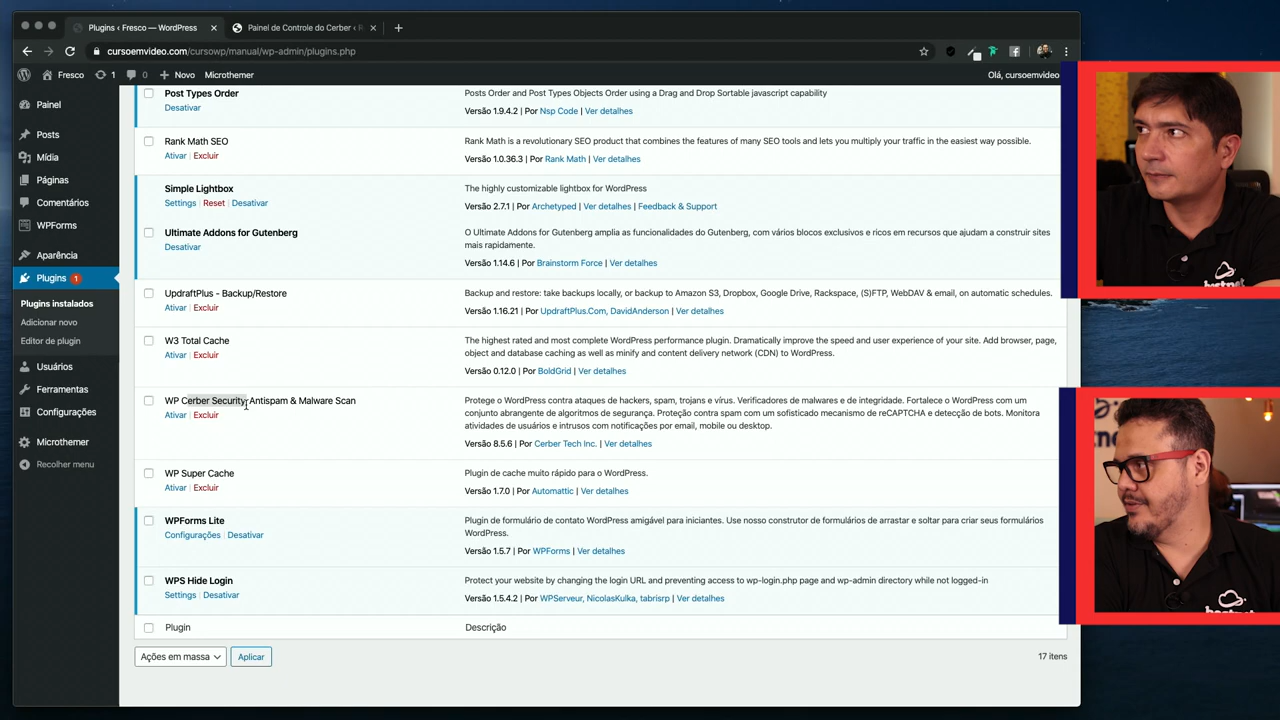 Plugins ‹ Fresco — WordPress
Painel de Controle do Cerber ‹
cursoemvideo.com/cursowp/manual/wp-admin/plugins.php
Fresco 1 0 Novo Microthemer
Olá, cursoemvideo
Painel
Posts
Mídia
Páginas
Comentários
WPForms
Aparência
Plugins 1
Plugins instalados
Adicionar novo
Editor de plugin
Usuários
Ferramentas
Configurações
Microthemer
Recolher menu
Post Types Order
Desativar
Posts Order and Post Types Objects Order using a Drag and Drop Sortable javascript capability
Versão 1.9.4.2 | Por Nsp Code | Ver detalhes
Rank Math SEO
Ativar | Excluir
Rank Math is a revolutionary SEO product that combines the features of many SEO tools and lets you multiply your traffic in the easiest way possible.
Versão 1.0.36.3 | Por Rank Math | Ver detalhes
Simple Lightbox
Settings | Reset | Desativar
The highly customizable lightbox for WordPress
Versão 2.7.1 | Por Archetyped | Ver detalhes | Feedback & Support
Ultimate Addons for Gutenberg
Desativar
O Ultimate Addons for Gutenberg amplia as funcionalidades do Gutenberg, com vários blocos exclusivos e ricos em recursos que ajudam a construir sites
mais rapidamente.
Versão 1.14.6 | Por Brainstorm Force | Ver detalhes
UpdraftPlus - Backup/Restore
Ativar | Excluir
Backup and restore: take backups locally, or backup to Amazon S3, Dropbox, Google Drive, Rackspace, (S)FTP, WebDAV & email, on automatic schedules.
Versão 1.16.21 | Por UpdraftPlus.Com, DavidAnderson | Ver detalhes
W3 Total Cache
Ativar | Excluir
The highest rated and most complete WordPress performance plugin. Dramatically improve the speed and user experience of your site. Add browser, page,
object and database caching as well as minify and content delivery network (CDN) to WordPress.
Versão 0.12.0 | Por BoldGrid | Ver detalhes
WP Cerber Security, Antispam & Malware Scan
Ativar | Excluir
Protege o WordPress contra ataques de hackers, spam, trojans e vírus. Verificadores de malwares e de integridade. Fortalece o WordPress com um
conjunto abrangente de algoritmos de segurança. Proteção contra spam com um sofisticado mecanismo de reCAPTCHA e detecção de bots. Monitora
atividades de usuários e intrusos com notificações por email, mobile ou desktop.
Versão 8.5.6 | Por Cerber Tech Inc. | Ver detalhes
WP Super Cache
Ativar | Excluir
Plugin de cache muito rápido para o WordPress.
Versão 1.7.0 | Por Automattic | Ver detalhes
WPForms Lite
Configurações | Desativar
Plugin de formulário de contato WordPress amigável para iniciantes. Use nosso construtor de formulários de arrastar e soltar para criar seus formulários
WordPress.
Versão 1.5.7 | Por WPForms | Ver detalhes
WPS Hide Login
Settings | Desativar
Protect your website by changing the login URL and preventing access to wp-login.php page and wp-admin directory while not logged-in
Versão 1.5.4.2 | Por WPServeur, NicolasKulka, tabrisrp | Ver detalhes
Plugin
Descrição
Ações em massa
Aplicar
17 itens